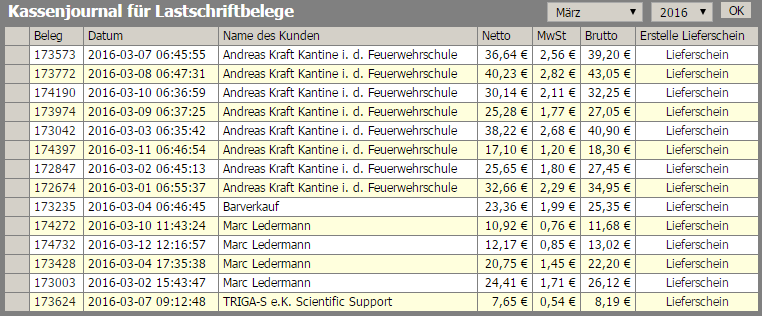 Kassenjournal für Lastschriftbelege März 2016 OK
Beleg Datum Name des Kunden Netto MwSt Brutto Erstelle Lieferschein
173573 2016-03-07 06:45:55 Andreas Kraft Kantine i. d. Feuerwehrschule 36,64 € 2,56 € 39,20 € Lieferschein
173772 2016-03-08 06:47:31 Andreas Kraft Kantine i. d. Feuerwehrschule 40,23 € 2,82 € 43,05 € Lieferschein
174190 2016-03-10 06:36:59 Andreas Kraft Kantine i. d. Feuerwehrschule 30,14 € 2,11 € 32,25 € Lieferschein
173974 2016-03-09 06:37:25 Andreas Kraft Kantine i. d. Feuerwehrschule 25,28 € 1,77 € 27,05 € Lieferschein
173042 2016-03-03 06:35:42 Andreas Kraft Kantine i. d. Feuerwehrschule 38,22 € 2,68 € 40,90 € Lieferschein
174397 2016-03-11 06:46:54 Andreas Kraft Kantine i. d. Feuerwehrschule 17,10 € 1,20 € 18,30 € Lieferschein
172847 2016-03-02 06:45:13 Andreas Kraft Kantine i. d. Feuerwehrschule 25,65 € 1,80 € 27,45 € Lieferschein
172674 2016-03-01 06:55:37 Andreas Kraft Kantine i. d. Feuerwehrschule 32,66 € 2,29 € 34,95 € Lieferschein
173235 2016-03-04 06:46:45 Barverkauf 23,36 € 1,99 € 25,35 € Lieferschein
174272 2016-03-10 11:43:24 Marc Ledermann 10,92 € 0,76 € 11,68 € Lieferschein
174732 2016-03-12 12:16:57 Marc Ledermann 12,17 € 0,85 € 13,02 € Lieferschein
173428 2016-03-04 17:35:38 Marc Ledermann 20,75 € 1,45 € 22,20 € Lieferschein
173003 2016-03-02 15:43:47 Marc Ledermann 24,41 € 1,71 € 26,12 € Lieferschein
173624 2016-03-07 09:12:48 TRIGA-S e.K. Scientific Support 7,65 € 0,54 € 8,19 € Lieferschein